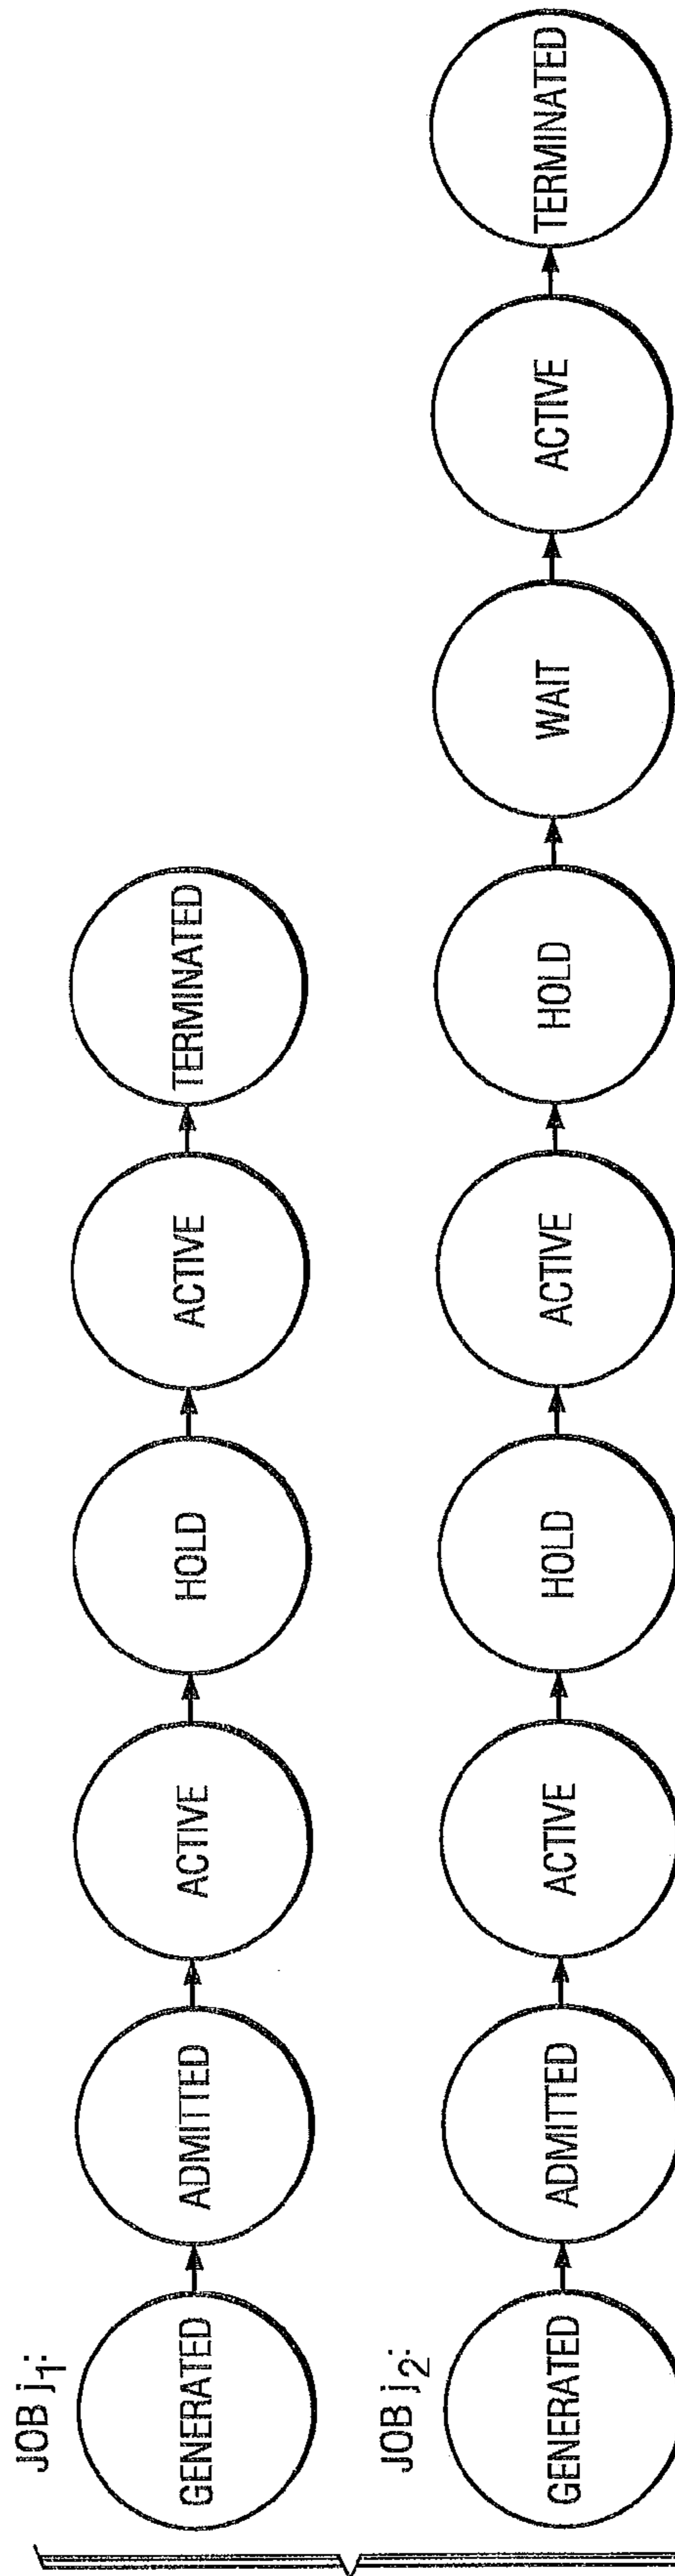 JOB j1:
GENERATED
ADMITTED
ACTIVE
HOLD
ACTIVE
TERMINATED
JOB j2:
GENERATED
ADMITTED
ACTIVE
HOLD
ACTIVE
HOLD
WAIT
ACTIVE
TERMINATED